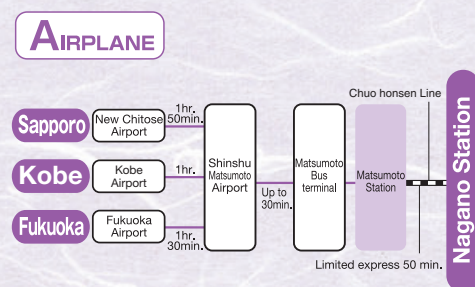 AIRPLANE
Chuo honsen Line
Sapporo
New Chitose
Airport
1hr.
50min.
Kobe
Kobe
Airport
1hr.
Fukuoka
Fukuoka
Airport
1hr.
30min.
Shinshu
Matsumoto
Airport
Up to
30min.
Matsumoto
Bus
terminal
Matsumoto
Station
Limited express 50 min.
Nagano Station